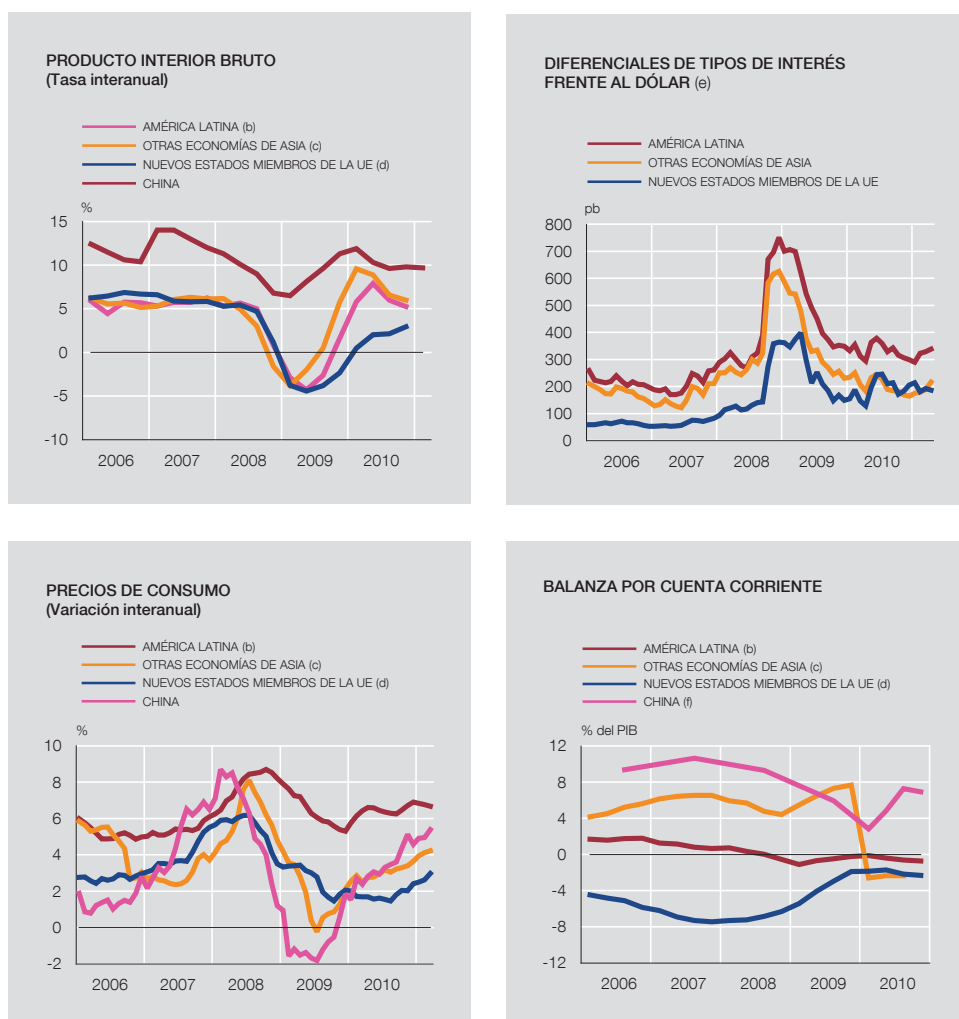 PRODUCTO INTERIOR BRUTO
(Tasa interanual)
AMÉRICA LATINA (b)
OTRAS ECONOMÍAS DE ASIA (c)
NUEVOS ESTADOS MIEMBROS DE LA UE (d)
CHINA
%
15
10
5
0
-5
-10
2006 2007 2008 2009 2010
DIFERENCIALES DE TIPOS DE INTERÉS
FRENTE AL DÓLAR (e)
AMÉRICA LATINA
OTRAS ECONOMÍAS DE ASIA
NUEVOS ESTADOS MIEMBROS DE LA UE
pb
800
700
600
500
400
300
200
100
0
2006 2007 2008 2009 2010
PRECIOS DE CONSUMO
(Variación interanual)
AMÉRICA LATINA (b)
OTRAS ECONOMÍAS DE ASIA (c)
NUEVOS ESTADOS MIEMBROS DE LA UE (d)
CHINA
%
10
8
6
4
2
0
-2
2006 2007 2008 2009 2010
BALANZA POR CUENTA CORRIENTE
AMÉRICA LATINA (b)
OTRAS ECONOMÍAS DE ASIA (c)
NUEVOS ESTADOS MIEMBROS DE LA UE (d)
CHINA (f)
% del PIB
12
8
4
0
-4
-8
-12
2006 2007 2008 2009 2010